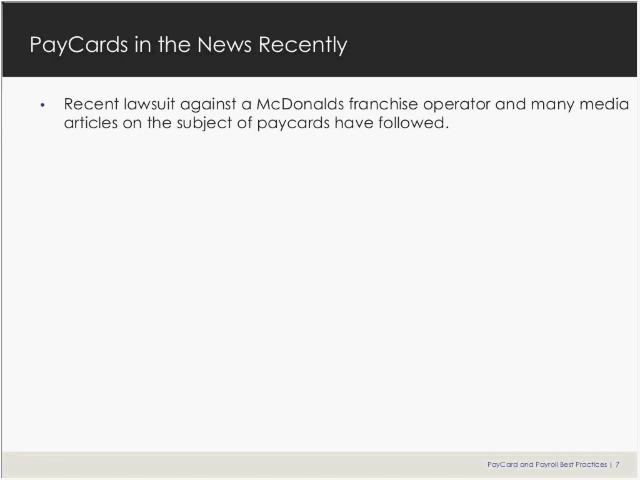 PayCards in the News Recently
• Recent lawsuit against a McDonalds franchise operator and many media
articles on the subject of paycards have followed.
PayCard and Payroll Best Practices | 7